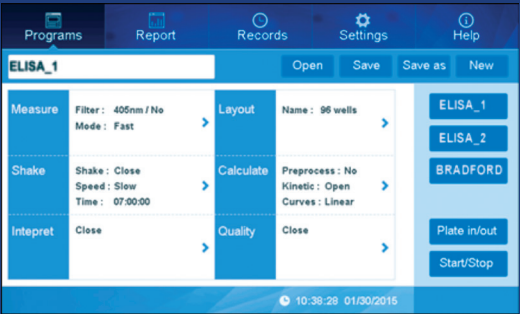 Programs Report Records Settings Help
ELISA_1 Open Save Save as New
Measure
Filter : 405nm / No
Mode : Fast
Layout
Name : 96 wells
ELISA_1
ELISA_2
Shake
Shake : Close
Speed : Slow
Time : 07:00:00
Calculate
Preprocess : No
Kinetic : Open
Curves : Linear
BRADFORD
Intepret
Close
Quality
Close
Plate in/out
Start/Stop
10:38:28 01/30/2015